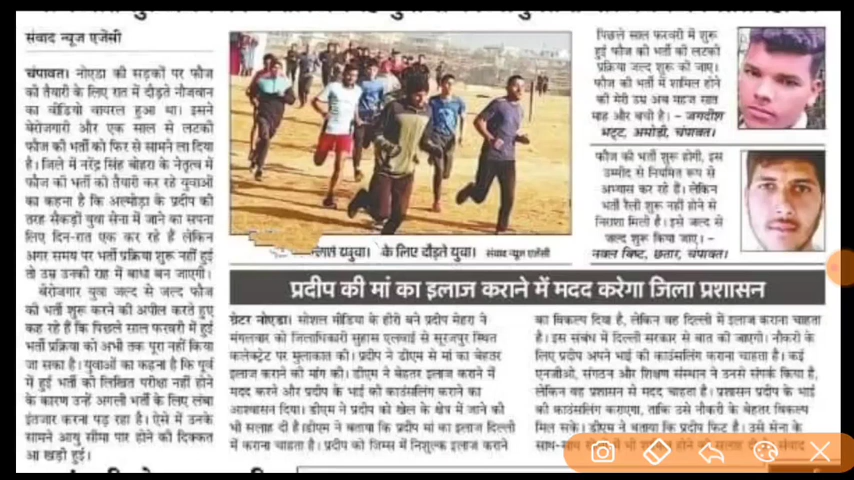 संवाद न्यूज एजेंसी
चंपावत। नोएडा की सड़कों पर फौज
की तैयारी के लिए रात में दौड़ते नौजवान
का वीडियो वायरल हुआ था। इसने
बेरोजगारी और एक साल से लटकी
फौज की भर्ती को फिर से सामने ला दिया
है। जिले में नरेंद्र सिंह बोहरा के नेतृत्व में
फौज की भर्ती की तैयारी कर रहे युवाओं
का कहना है कि अल्मोड़ा के प्रदीप की
तरह सैकड़ों युवा सेना में जाने का सपना
लिए दिन-रात एक कर रहे हैं लेकिन
अगर समय पर भर्ती प्रक्रिया शुरू नहीं हुई
तो उम्र उनकी राह में बाधा बन जाएगी।
बेरोजगार युवा जल्द से जल्द फौज
की भर्ती शुरू करने की अपील करते हुए
कह रहे हैं कि पिछले साल फरवरी में हुई
भर्ती प्रक्रिया को अभी तक पूरा नहीं किया
जा सका है। युवाओं का कहना है कि पूर्व
में हुई भर्ती की लिखित परीक्षा नहीं होने
के कारण उन्हें अगली भर्ती के लिए लंबा
इंतजार करना पड़ रहा है। ऐसे में उनके
सामने आयु सीमा पार होने की दिक्कत
आ खड़ी हुई।
के लिए दौड़ते युवा। संवाद न्यूज एजेंसी
पिछले साल फरवरी में शुरू
हुई फौज की भर्ती की लटकी
प्रक्रिया जल्द शुरू की जाए।
फौज की भर्ती में शामिल होने
की मेरी उम्र अब महज सात
माह और बची है। - जगदीश
भट्ट, अमोड़ी, चंपावत।
फौज की भर्ती शुरू होगी, इस
उम्मीद से नियमित रूप से
अभ्यास कर रहे हैं। लेकिन
भर्ती रैली शुरू नहीं होने से
निराशा मिली है। इसे जल्द से
जल्द शुरू किया जाए। -
नवल बिष्ट, छतार, चंपावत।
प्रदीप की मां का इलाज कराने में मदद करेगा जिला प्रशासन
ग्रेटर नोएडा। सोशल मीडिया के हीरो बने प्रदीप मेहरा ने
मंगलवार को जिलाधिकारी सुहास एलवाई से सूरजपुर स्थित
कलेक्ट्रेट पर मुलाकात की। प्रदीप ने डीएम से मां का बेहतर
इलाज कराने की मांग की। डीएम ने बेहतर इलाज कराने में
मदद करने और प्रदीप के भाई की काउंसलिंग कराने का
आश्वासन दिया। डीएम ने प्रदीप को खेल के क्षेत्र में जाने की
भी सलाह दी है।डीएम ने बताया कि प्रदीप मां का इलाज दिल्ली
में कराना चाहता है। प्रदीप को जिम्स में निशुल्क इलाज कराने
का विकल्प दिया है, लेकिन वह दिल्ली में इलाज कराना चाहता
है। इस संबंध में दिल्ली सरकार से बात की जाएगी। नौकरी के
लिए प्रदीप अपने भाई की काउंसलिंग कराना चाहता है। कई
एनजीओ, संगठन और शिक्षण संस्थान ने उनसे संपर्क किया है,
लेकिन वह प्रशासन से मदद चाहता है। प्रशासन प्रदीप के भाई
की काउंसलिंग कराएगा, ताकि उसे नौकरी के बेहतर विकल्प
मिल सकें। डीएम ने बताया कि प्रदीप फिट है। उसे सेना के
साथ-साथ में भी होने की सलाह दी संवाद